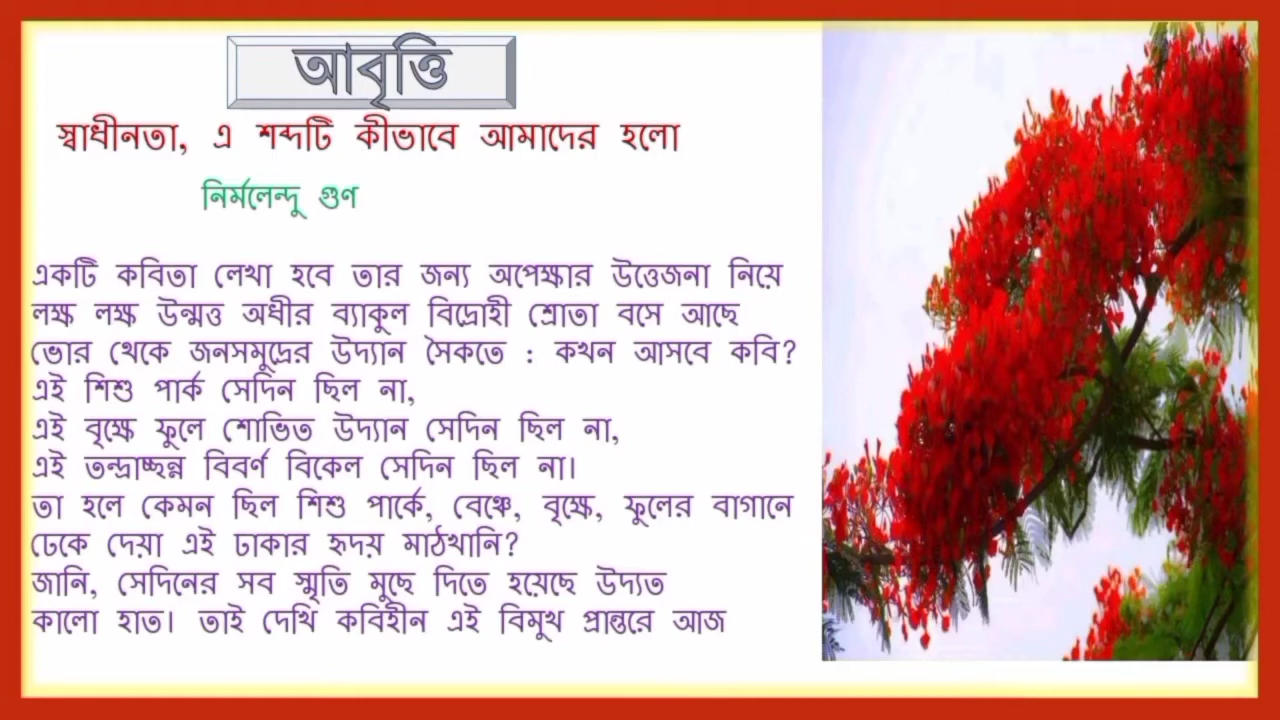 আবৃত্তি
স্বাধীনতা, এ শব্দটি কীভাবে আমাদের হলো
নির্মলেন্দু গুণ
একটি কবিতা লেখা হবে তার জন্য অপেক্ষার উত্তেজনা নিয়ে
লক্ষ লক্ষ উন্মত্ত অধীর ব্যাকুল বিদ্রোহী শ্রোতা বসে আছে
ভোর থেকে জনসমুদ্রের উদ্যান সৈকতে : কখন আসবে কবি?
এই শিশু পার্ক সেদিন ছিল না,
এই বৃক্ষে ফুলে শোভিত উদ্যান সেদিন ছিল না,
এই তন্দ্রাচ্ছন্ন বিবর্ণ বিকেল সেদিন ছিল না।
তা হলে কেমন ছিল শিশু পার্কে, বেঞ্চে, বৃক্ষে, ফুলের বাগানে
ঢেকে দেয়া এই ঢাকার হৃদয় মাঠখানি?
জানি, সেদিনের সব স্মৃতি মুছে দিতে হয়েছে উদ্যত
কালো হাত। তাই দেখি কবিহীন এই বিমুখ প্রান্তরে আজ